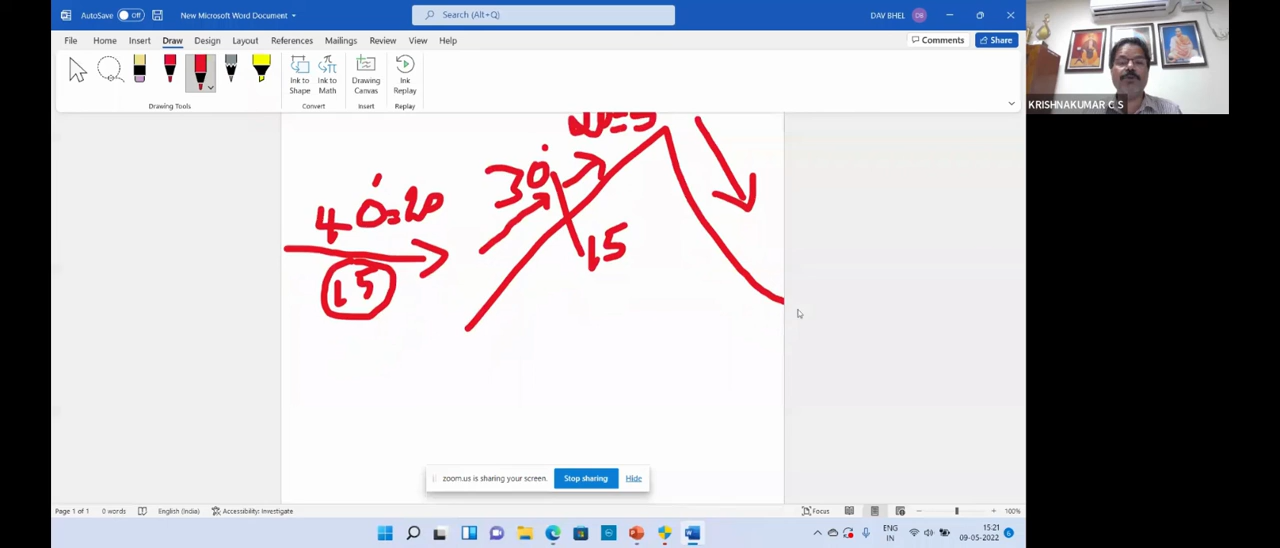 AutoSave Off New Microsoft Word Document Search (Alt+Q) DAV BHEL DB
File Home Insert Draw Design Layout References Mailings Review View Help Comments Share
Ink to Shape Ink to Math Drawing Canvas Ink Replay
Drawing Tools Convert Insert Replay
KRISHNAKUMAR C S
30
40=20
15
15
zoom.us is sharing your screen. Stop sharing Hide
Page 1 of 1 0 words English (India) Accessibility: Investigate Focus 100%
ENG IN 15:21 09-05-2022 6